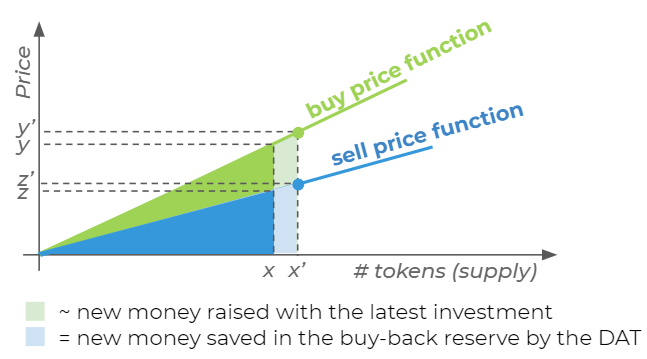 buy price function
Price
sell price function
Y'
Y
Z'
Z
x x' # tokens (supply)
~ new money raised with the latest investment
= new money saved in the buy-back reserve by the DAT